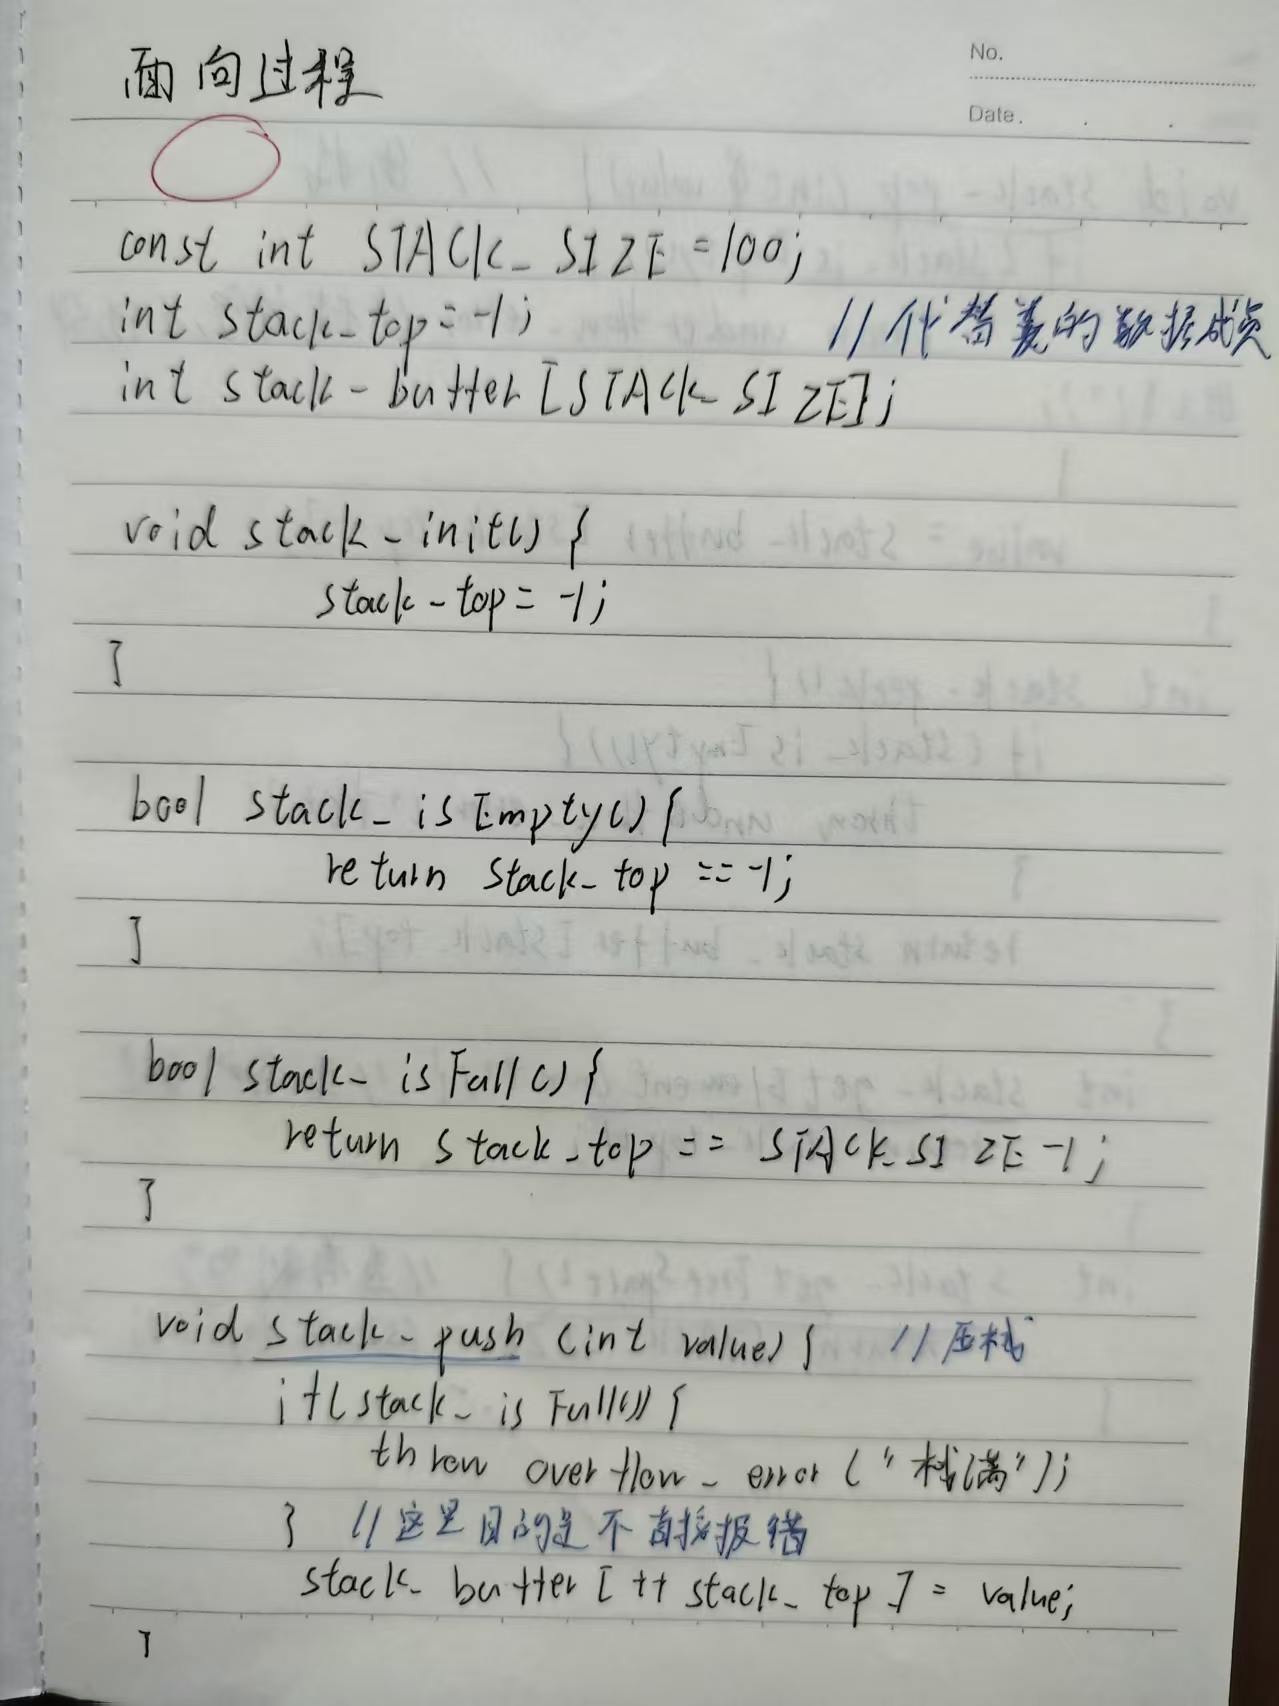 面向过程
No.
Date.
const int STACK_SIZE=100;
int stack_top=-1;
//代替类的数据成员
int stack_buffer[STACK_SIZE];
void stack_init() {
stack_top= -1;
}
bool stack_isEmpty() {
return stack_top == -1;
}
bool stack_isFull() {
return stack_top == STACK_SIZE -1;
}
void stack_push (int value) { //压栈
if(stack_isFull()) {
throw overflow_error ("栈满");
} //这里目的是不直接报错
stack_buffer [++stack_top] = value;
}